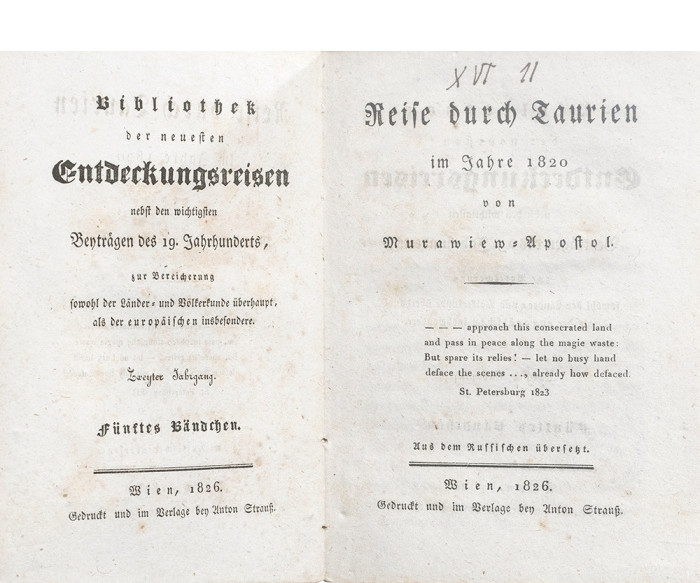 Bibliothek
der neuesten
Entdeckungsreisen
nebst den wichtigsten
Beyträgen des 19. Jahrhunderts,
zur Bereicherung
sowohl der Länder- und Völkerkunde überhaupt,
als der europäischen insbesondere.
Zweyter Jahrgang.
Fünftes Bändchen.
Wien, 1826.
Gedruckt und im Verlage bey Anton Strauß.
XVI 11
Reise durch Taurien
im Jahre 1820
von
Murawiew-Apostol.
— — — approach this consecrated land
and pass in peace along the magie waste:
But spare its relies! — let no busy hand
deface the scenes ..., already how defaced.
St. Petersburg 1823
Aus dem Russischen übersetzt.
Wien, 1826.
Gedruckt und im Verlage bey Anton Strauß.